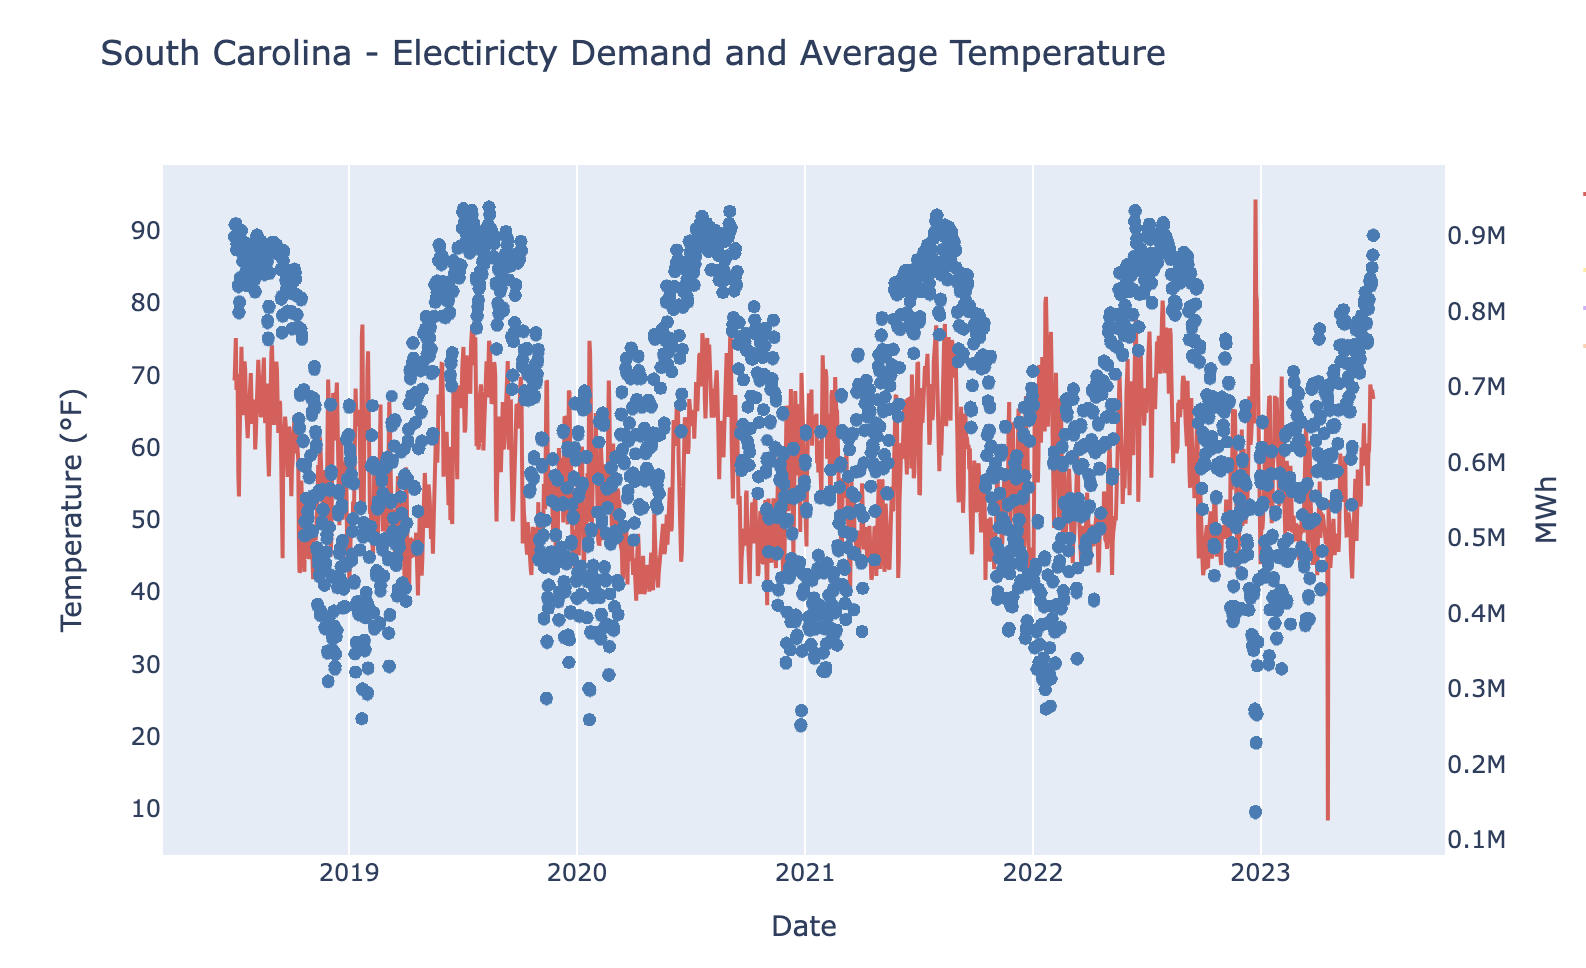 South Carolina - Electiricty Demand and Average Temperature
90
80
70
60
50
40
30
20
10
Temperature (°F)
0.9M
0.8M
0.7M
0.6M
0.5M
0.4M
0.3M
0.2M
0.1M
MWh
2019 2020 2021 2022 2023
Date